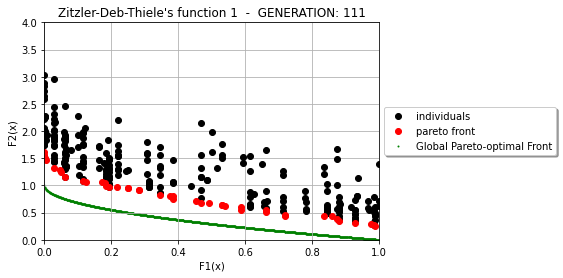 Zitzler-Deb-Thiele's function 1 - GENERATION: 111
4.0
3.5
3.0
2.5
2.0
1.5
1.0
0.5
0.0
F2(x)
0.0 0.2 0.4 0.6 0.8 1.0
F1(x)
individuals
pareto front
Global Pareto-optimal Front